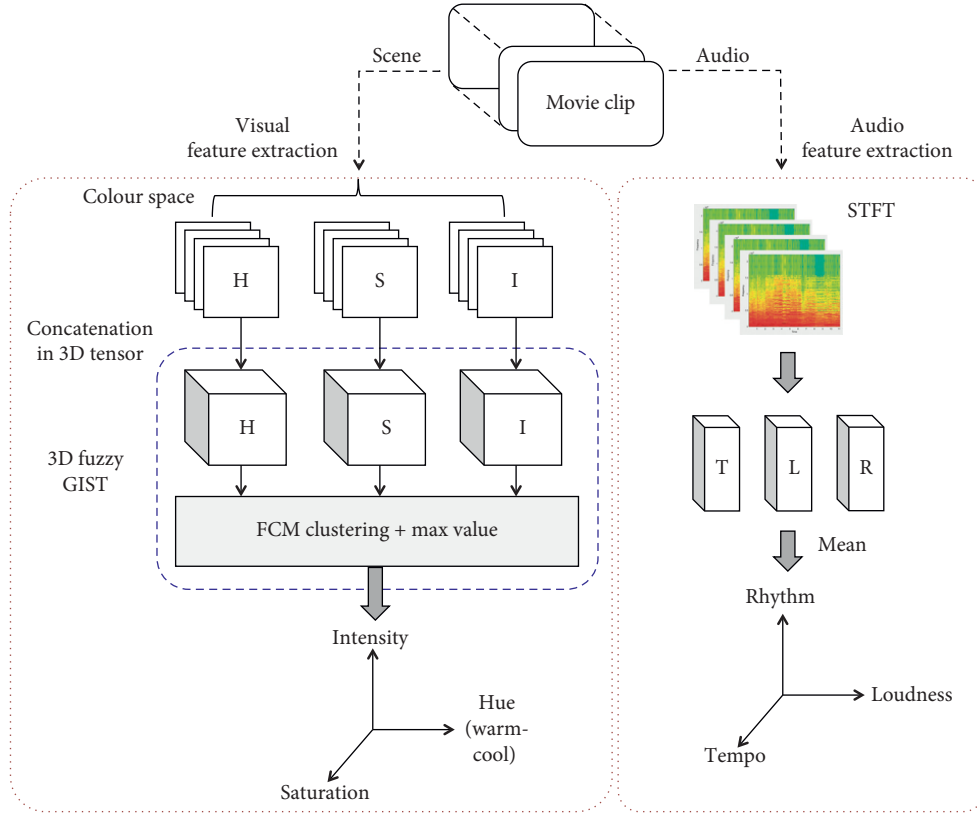 Scene
Audio
Movie clip
Visual
feature extraction
Audio
feature extraction
Colour space
H
S
I
Concatenation
in 3D tensor
H
S
I
3D fuzzy
GIST
FCM clustering + max value
Intensity
Hue
(warm-
cool)
Saturation
STFT
T
L
R
Mean
Rhythm
Loudness
Tempo